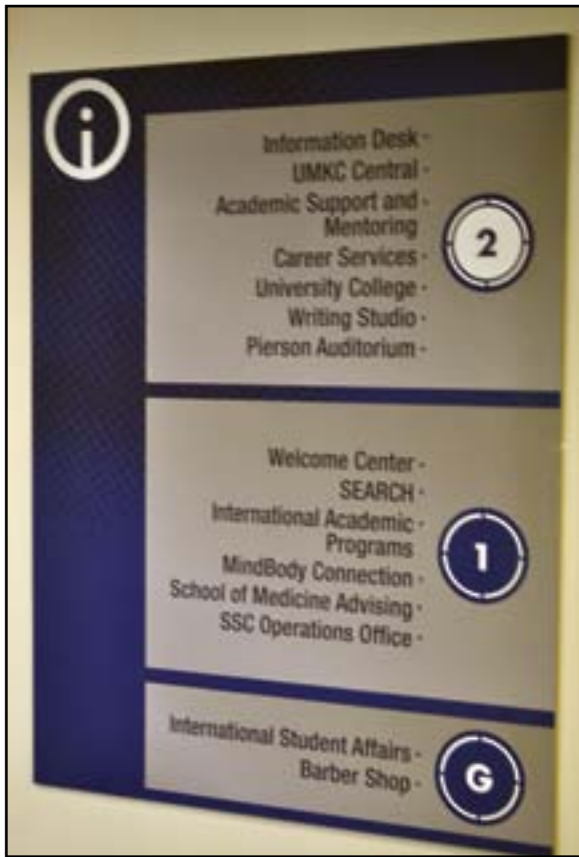 i
Information Desk -
UMKC Central -
Academic Support and -
Mentoring
Career Services -
University College -
Writing Studio -
Pierson Auditorium -
2
Welcome Center -
SEARCH -
International Academic -
Programs
MindBody Connection -
School of Medicine Advising -
SSC Operations Office -
1
International Student Affairs -
Barber Shop -
G